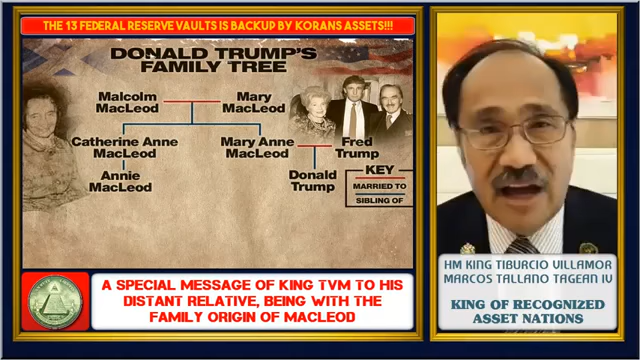 THE 13 FEDERAL RESERVE VAULTS IS BACKUP BY KORANS ASSETS!!!
DONALD TRUMP'S
FAMILY TREE
Malcolm
MacLeod
Mary
MacLeod
Catherine Anne
MacLeod
Mary Anne
MacLeod
Fred
Trump
Annie
MacLeod
Donald
Trump
KEY
MARRIED TO
SIBLING OF
A SPECIAL MESSAGE OF KING TVM TO HIS
DISTANT RELATIVE, BEING WITH THE
FAMILY ORIGIN OF MACLEOD
HM KING TIBURCIO VILLAMOR
MARCOS TALLANO TAGEAN IV
KING OF RECOGNIZED
ASSET NATIONS